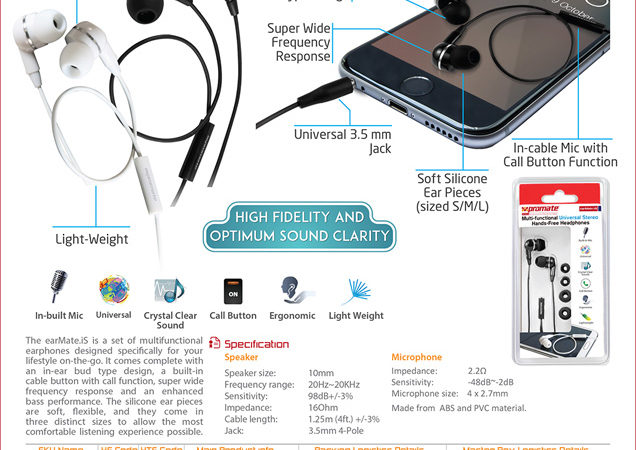 Super Wide
Frequency
Response
Universal 3.5 mm
Jack
In-cable Mic with
Call Button Function
Soft Silicone
Ear Pieces
(sized S/M/L)
Light-Weight
HIGH FIDELITY AND
OPTIMUM SOUND CLARITY
promate
earMate.iS
Multi-functional Universal Stereo
Hands-Free Headphones
ON
In-built Mic
Universal
Crystal Clear
Sound
Call Button
Ergonomic
Light Weight
The earMate.iS is a set of multifunctional
earphones designed specifically for your
lifestyle on-the-go. It comes complete with
an in-ear bud type design, a built-in
cable button with call function, super wide
frequency response and an enhanced
bass performance. The silicone ear pieces
are soft, flexible, and they come in
three distinct sizes to allow the most
comfortable listening experience possible.
Specification
Speaker
Speaker size: 10mm
Frequency range: 20Hz~20KHz
Sensitivity: 98dB+/-3%
Impedance: 16Ohm
Cable length: 1.25m (4ft.) +/-3%
Jack: 3.5mm 4-Pole
Microphone
Impedance: 2.2Ω
Sensitivity: -48dB~-2dB
Microphone size: 4 x 2.7mm
Made from ABS and PVC material.